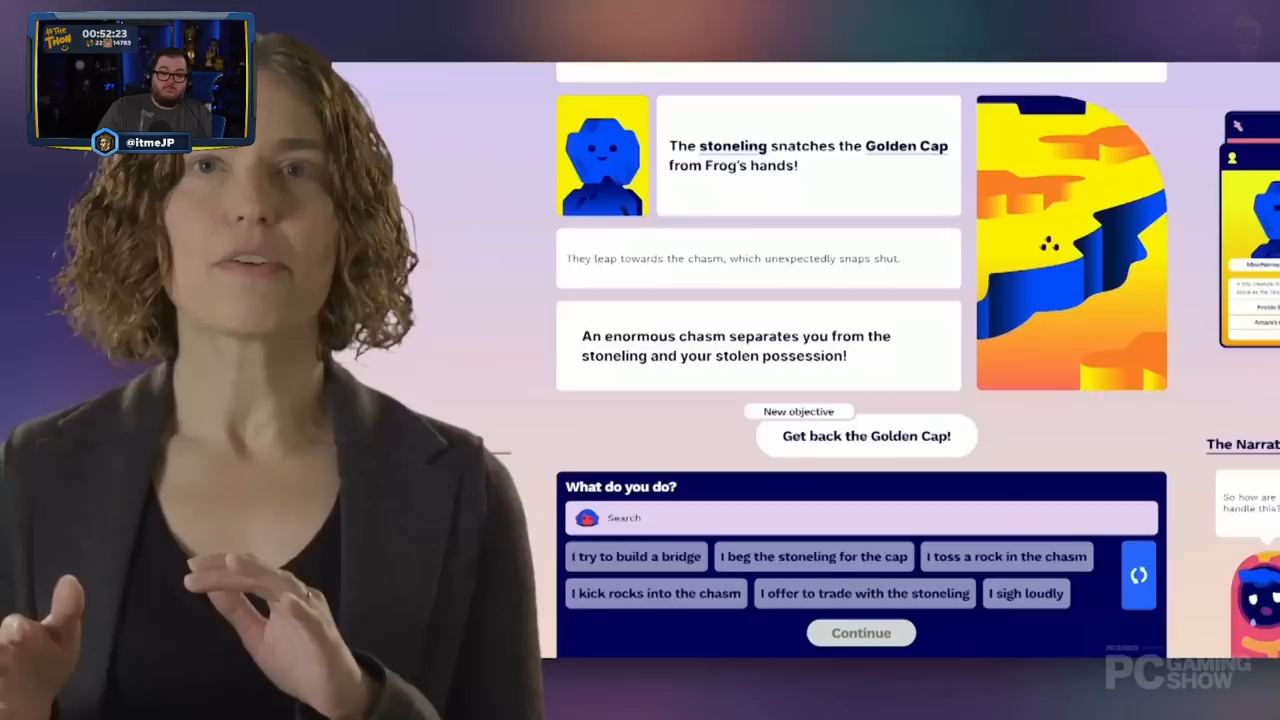 #THE
THON
00:52:23
22 14783
@itmeJP
The stoneling snatches the Golden Cap
from Frog's hands!
They leap towards the chasm, which unexpectedly snaps shut.
An enormous chasm separates you from the
stoneling and your stolen possession!
New objective
Get back the Golden Cap!
What do you do?
Search
I try to build a bridge
I beg the stoneling for the cap
I toss a rock in the chasm
I kick rocks into the chasm
I offer to trade with the stoneling
I sigh loudly
Continue
The Narrat
So how are
handle this?
PC GAMER
PC GAMING
SHOW